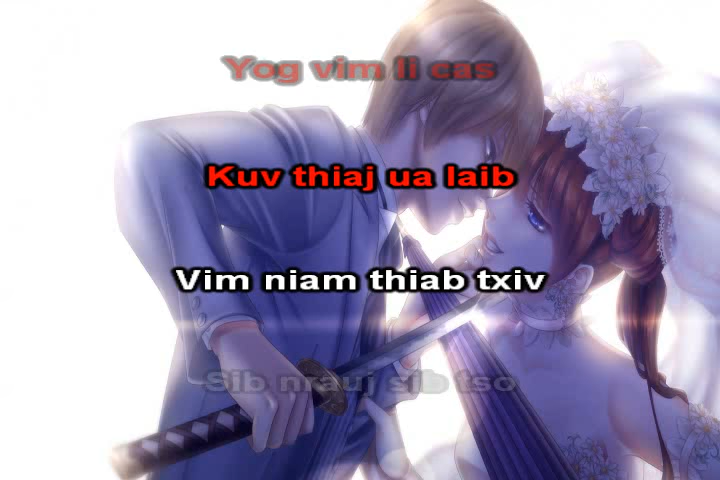 Yog vim li cas
Kuv thiaj ua laib
Vim niam thiab txiv
Sib nrauj sib tso